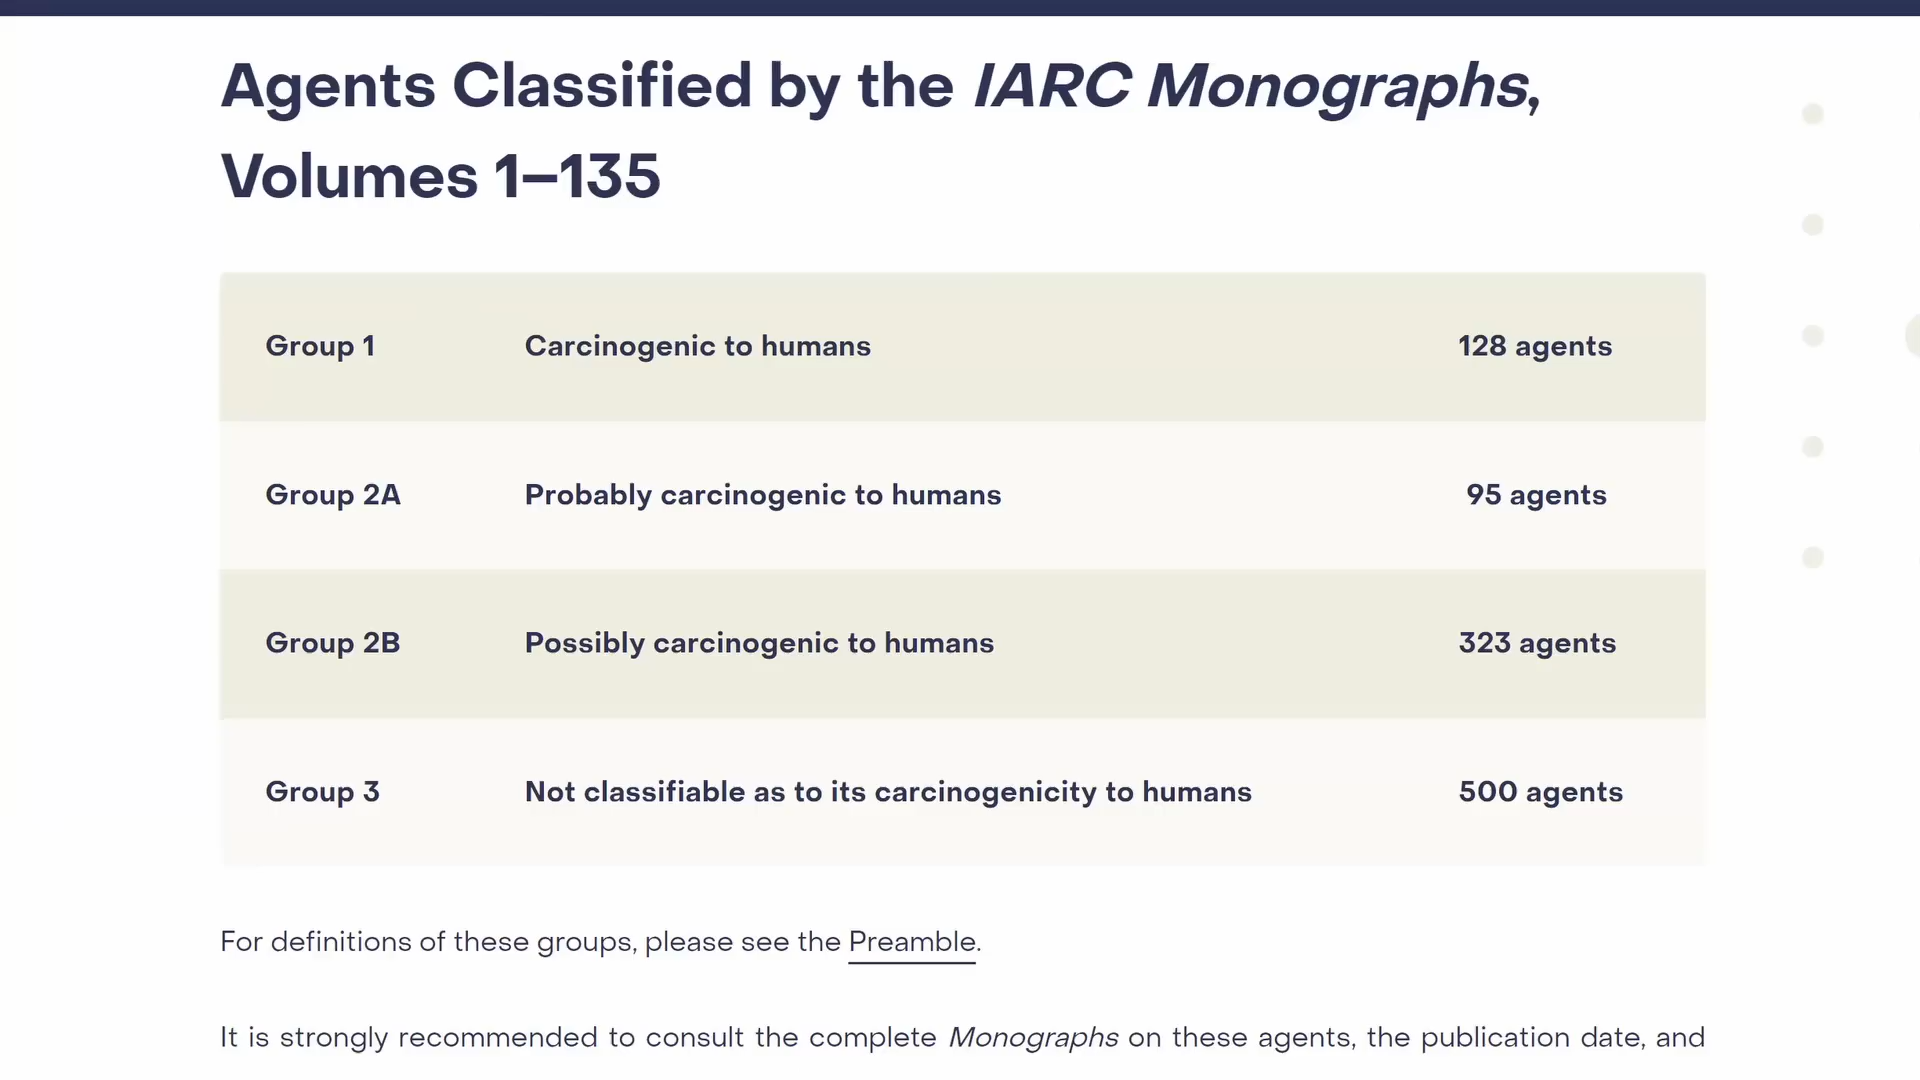 Agents Classified by the IARC Monographs,
Volumes 1–135
Group 1 Carcinogenic to humans 128 agents
Group 2A Probably carcinogenic to humans 95 agents
Group 2B Possibly carcinogenic to humans 323 agents
Group 3 Not classifiable as to its carcinogenicity to humans 500 agents
For definitions of these groups, please see the Preamble.
It is strongly recommended to consult the complete Monographs on these agents, the publication date, and